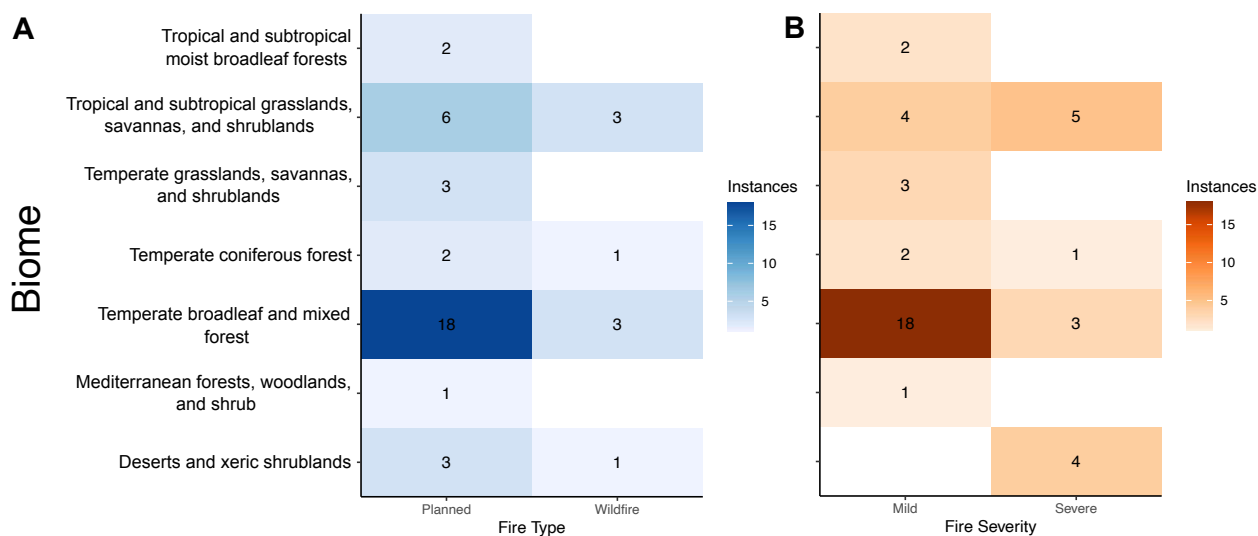 A
B
Biome
Tropical and subtropical
moist broadleaf forests
2
2
Tropical and subtropical grasslands,
savannas, and shrublands
6
3
4
5
Temperate grasslands, savannas,
and shrublands
3
3
Temperate coniferous forest
2
1
2
1
Temperate broadleaf and mixed
forest
18
3
18
3
Mediterranean forests, woodlands,
and shrub
1
1
Deserts and xeric shrublands
3
1
4
Planned
Wildfire
Fire Type
Instances
15
10
5
Mild
Severe
Fire Severity
Instances
15
10
5